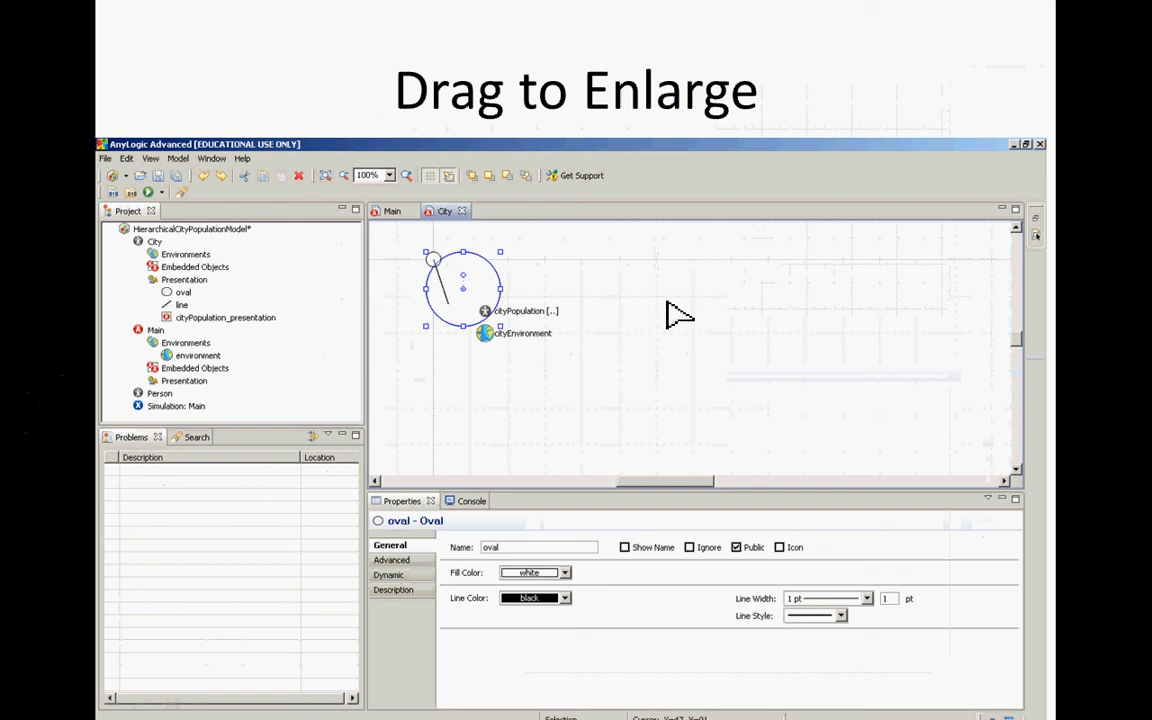 Drag to Enlarge
AnyLogic Advanced [EDUCATIONAL USE ONLY]
File Edit View Model Window Help
100% Get Support
Project
HierarchicalCityPopulationModel*
City
Environments
Embedded Objects
Presentation
oval
line
cityPopulation_presentation
Main
Environments
environment
Embedded Objects
Presentation
Person
Simulation: Main
Main City
cityPopulation [..]
cityEnvironment
Problems Search
Description Location
Properties Console
oval - Oval
General
Advanced
Dynamic
Description
Name: oval Show Name Ignore Public Icon
Fill Color: white
Line Color: black Line Width: 1 pt 1 pt
Line Style:
Selection